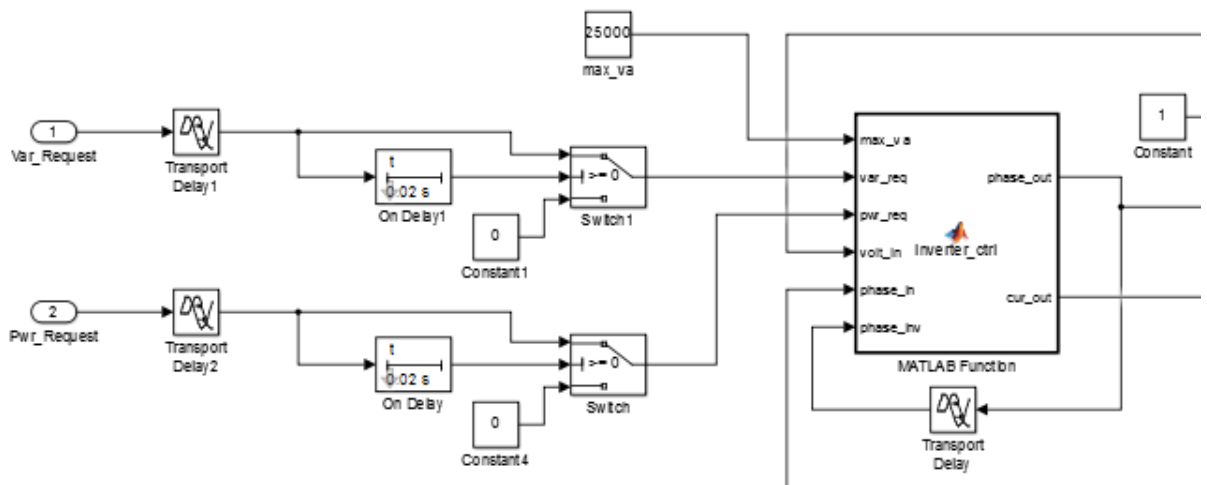 25000
max_va
1
Var_Request
Transport
Delay1
t
0.02 s
On Delay1
0
Constant1
>= 0
Switch1
2
Pwr_Request
Transport
Delay2
t
0.02 s
On Delay
0
Constant4
>= 0
Switch
max_va
var_req
pwr_req
volt_in
phase_in
phase_inv
Inverter_ctrl
phase_out
cur_out
MATLAB Function
1
Constant
Transport
Delay